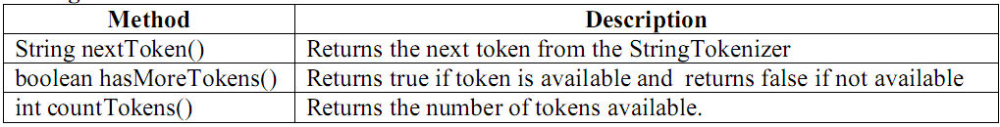 Method Description
String nextToken() Returns the next token from the StringTokenizer
boolean hasMoreTokens() Returns true if token is available and returns false if not available
int countTokens() Returns the number of tokens available.